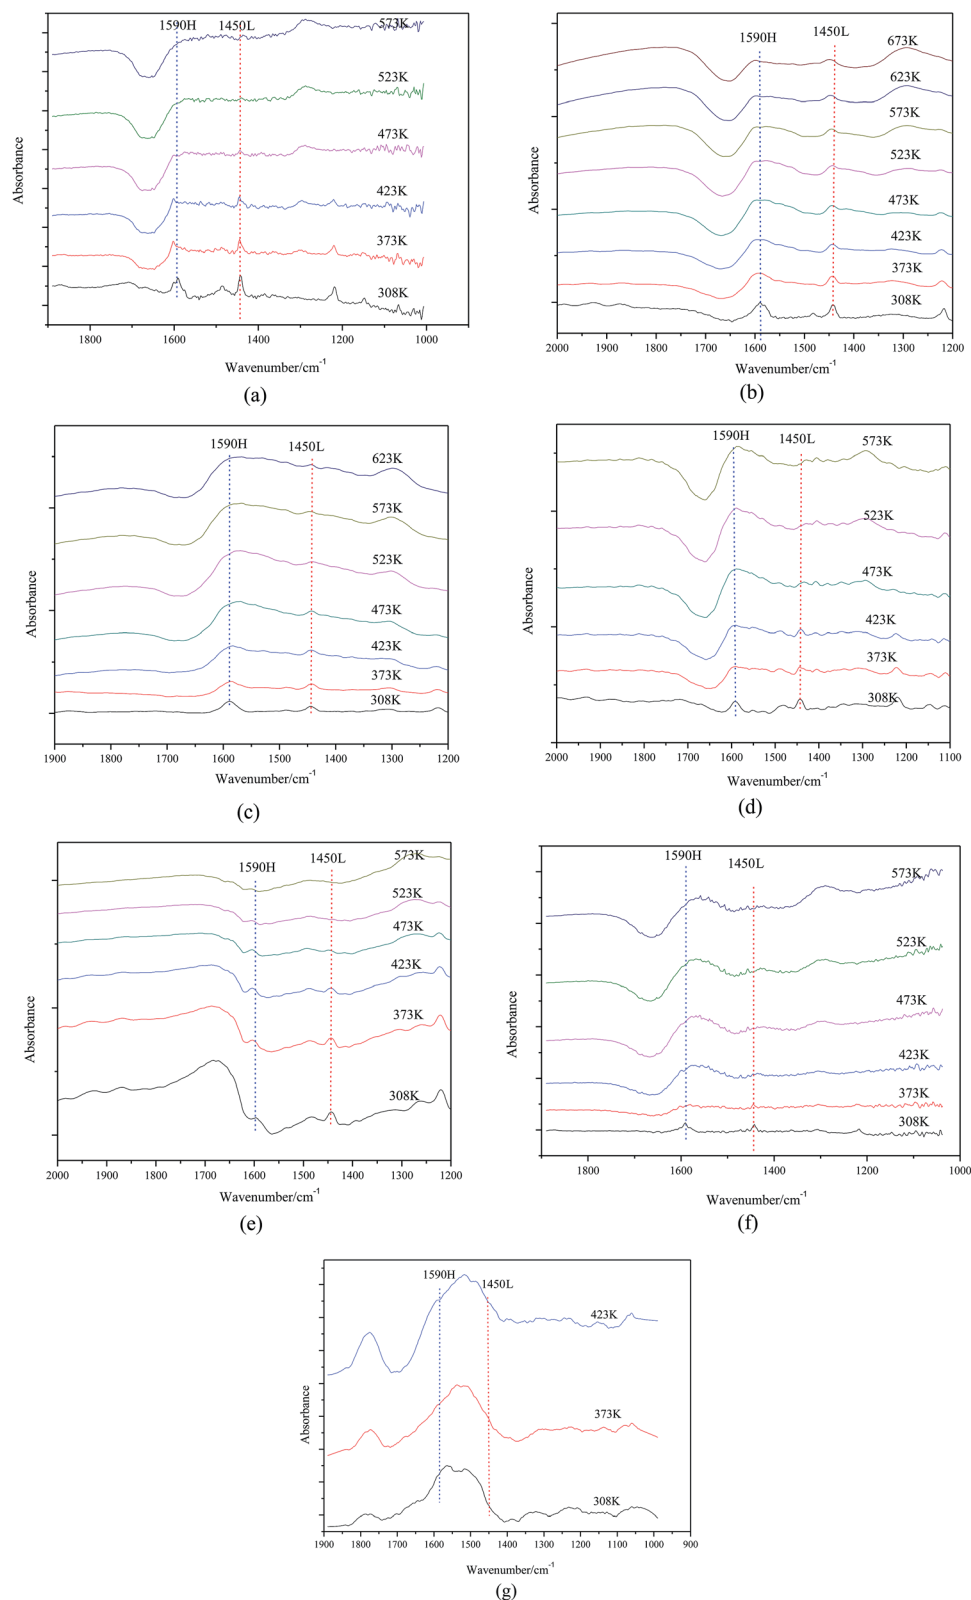 1590H 1450L 573K
523K
473K
423K
373K
308K
Absorbance
1800 1600 1400 1200 1000
Wavenumber/cm⁻¹
(a)
1590H 1450L 673K
623K
573K
523K
473K
423K
373K
308K
Absorbance
2000 1900 1800 1700 1600 1500 1400 1300 1200
Wavenumber/cm⁻¹
(b)
1590H 1450L
623K
573K
523K
473K
423K
373K
308K
Absorbance
1900 1800 1700 1600 1500 1400 1300 1200
Wavenumber/cm⁻¹
(c)
1590H 1450L 573K
523K
473K
423K
373K
308K
Absorbance
2000 1900 1800 1700 1600 1500 1400 1300 1200 1100
Wavenumber/cm⁻¹
(d)
1590H 1450L 573K
523K
473K
423K
373K
308K
Absorbance
2000 1900 1800 1700 1600 1500 1400 1300 1200
Wavenumber/cm⁻¹
(e)
1590H 1450L 573K
523K
473K
423K
373K
308K
Absorbance
1800 1600 1400 1200 1000
Wavenumber/cm⁻¹
(f)
1590H 1450L
423K
373K
308K
Absorbance
1900 1800 1700 1600 1500 1400 1300 1200 1100 1000 900
Wavenumber/cm⁻¹
(g)